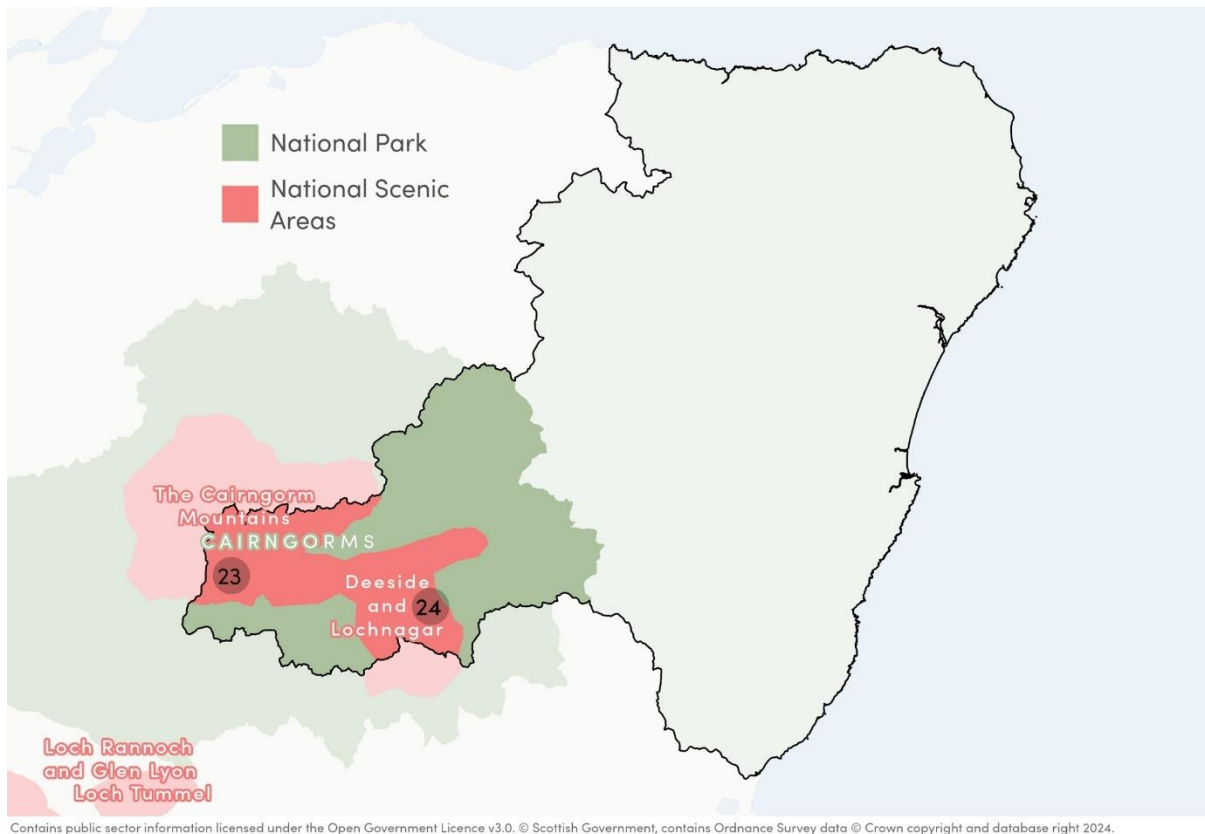 National Park
National Scenic
Areas
The Cairngorm
Mountains
CAIRNGORMS
23
Deeside
and
24
Lochnagar
Loch Rannoch
and Glen Lyon
Loch Tummel
Contains public sector information licensed under the Open Government Licence v3.0. © Scottish Government, contains Ordnance Survey data © Crown copyright and database right 2024.